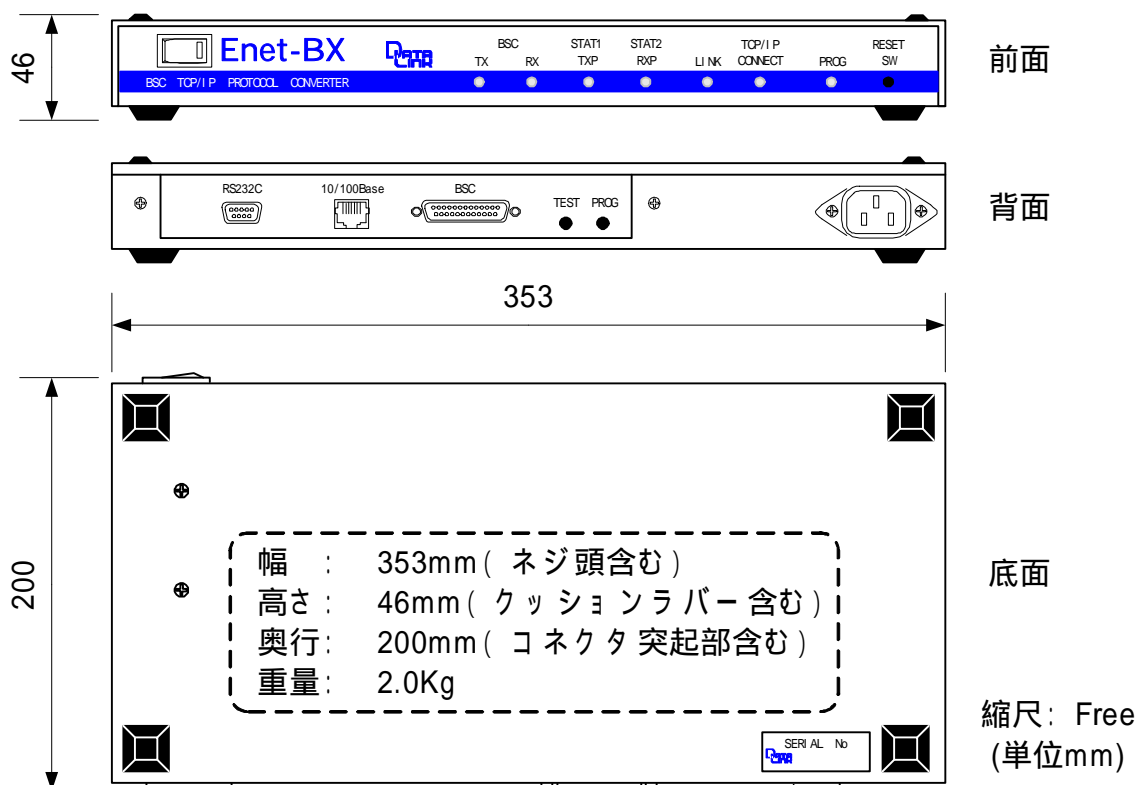 46
Enet-BX
DATA LINK
BSC STAT1 STAT2 TCP/IP RESET
TX RX TXP RXP LINK CONNECT PROG SW
BSC TCP/IP PROTOCOL CONVERTER
前面
RS232C 10/100Base BSC TEST PROG
背面
353
200
幅 : 353mm(ネジ頭含む)
高さ: 46mm(クッションラバー含む)
奥行: 200mm(コネクタ突起部含む)
重量: 2.0Kg
底面
SERIAL No
DATA LINK
縮尺: Free
(単位mm)